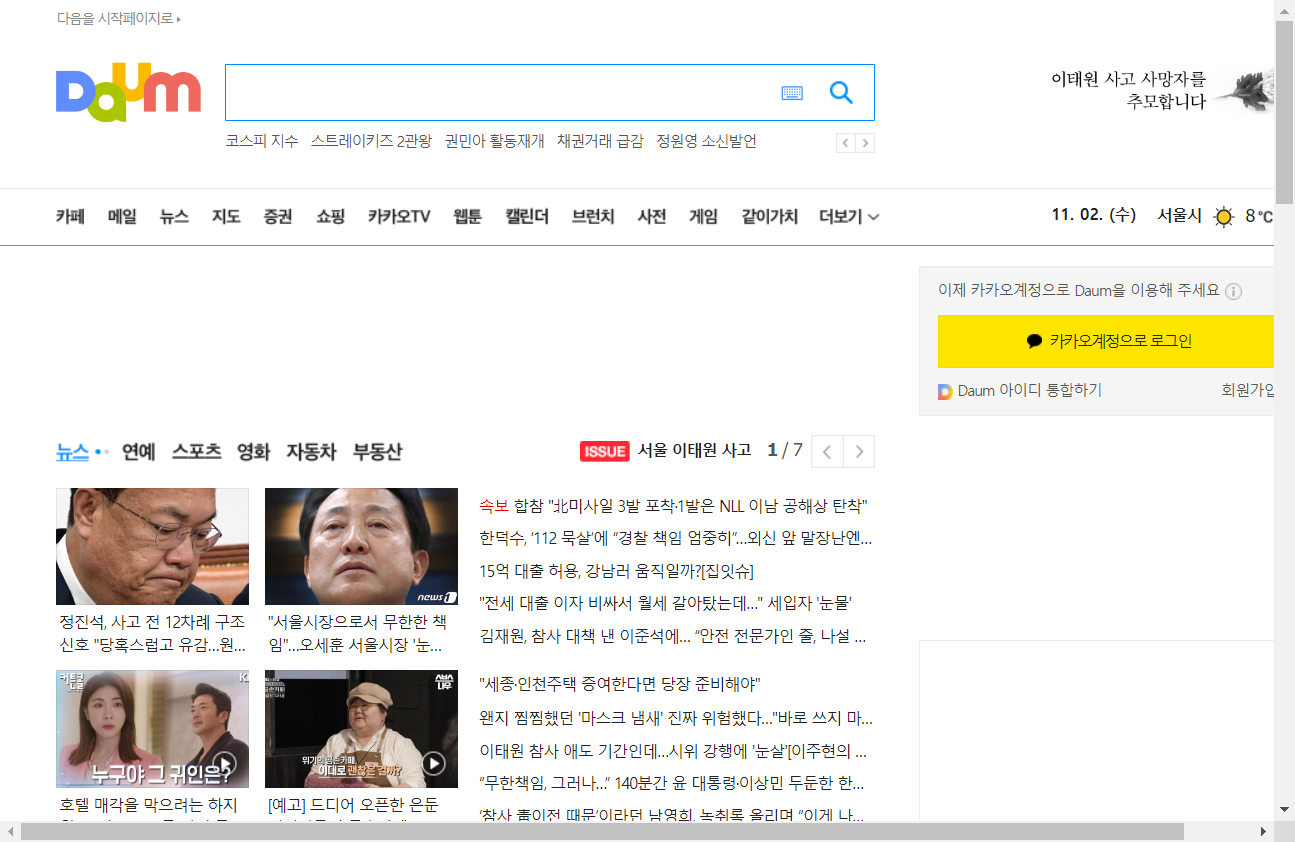 다음을 시작페이지로
Daum
이태원 사고 사망자를
추모합니다
코스피 지수 스트레이키즈 2관왕 권민아 활동재개 채권거래 급감 정원영 소신발언
카페 메일 뉴스 지도 증권 쇼핑 카카오TV 웹툰 캘린더 브런치 사전 게임 같이가치 더보기
11. 02. (수) 서울시 8℃
이제 카카오계정으로 Daum을 이용해 주세요
카카오계정으로 로그인
Daum 아이디 통합하기 회원가입
뉴스 연예 스포츠 영화 자동차 부동산
ISSUE 서울 이태원 사고 1 / 7
news1
정진석, 사고 전 12차례 구조
신호 "당혹스럽고 유감…원…
"서울시장으로서 무한한 책
임"…오세훈 서울시장 '눈…
커튼콜
누구야 그 귀인은?
위기의 겸손카페
이대로 괜찮은 걸까?
호텔 매각을 막으려는 하지
[예고] 드디어 오픈한 은둔
속보 합참 "북미사일 3발 포착·1발은 NLL 이남 공해상 탄착"
한덕수, ‘112 묵살’에 “경찰 책임 엄중히”…외신 앞 말장난엔…
15억 대출 허용, 강남러 움직일까?[집잇슈]
"전세 대출 이자 비싸서 월세 갈아탔는데…" 세입자 '눈물'
김재원, 참사 대책 낸 이준석에… “안전 전문가인 줄, 나설 …
"세종·인천주택 증여한다면 당장 준비해야"
왠지 찜찜했던 '마스크 냄새' 진짜 위험했다…"바로 쓰지 마…
이태원 참사 애도 기간인데…시위 강행에 '눈살'[이주현의 …
“무한책임, 그러나…” 140분간 윤 대통령·이상민 두둔한 한…
‘참사 靑이전 때문’이라던 남영희, 녹취록 올리며 “이게 나…